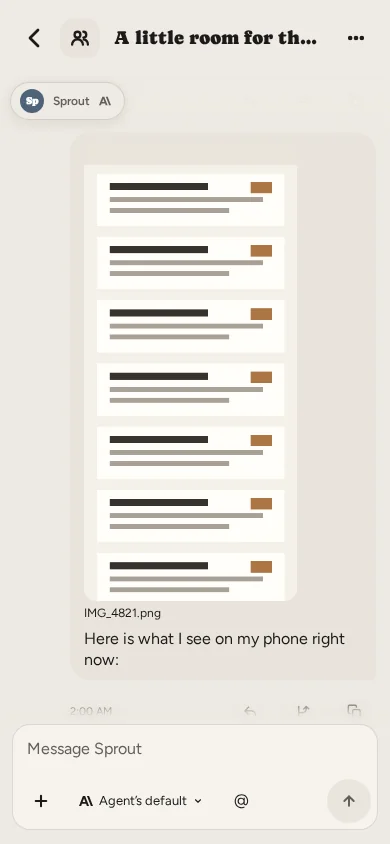 A little room for th...
Sp
Sprout
A\
IMG_4821.png
Here is what I see on my phone right
now:
2:00 AM
Message Sprout
A\ Agent’s default
@